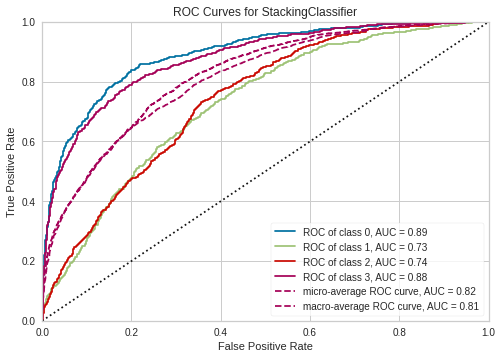 ROC Curves for StackingClassifier
True Positive Rate
1.0
0.8
0.6
0.4
0.2
0.0
0.0 0.2 0.4 0.6 0.8 1.0
False Positive Rate
ROC of class 0, AUC = 0.89
ROC of class 1, AUC = 0.73
ROC of class 2, AUC = 0.74
ROC of class 3, AUC = 0.88
micro-average ROC curve, AUC = 0.82
macro-average ROC curve, AUC = 0.81